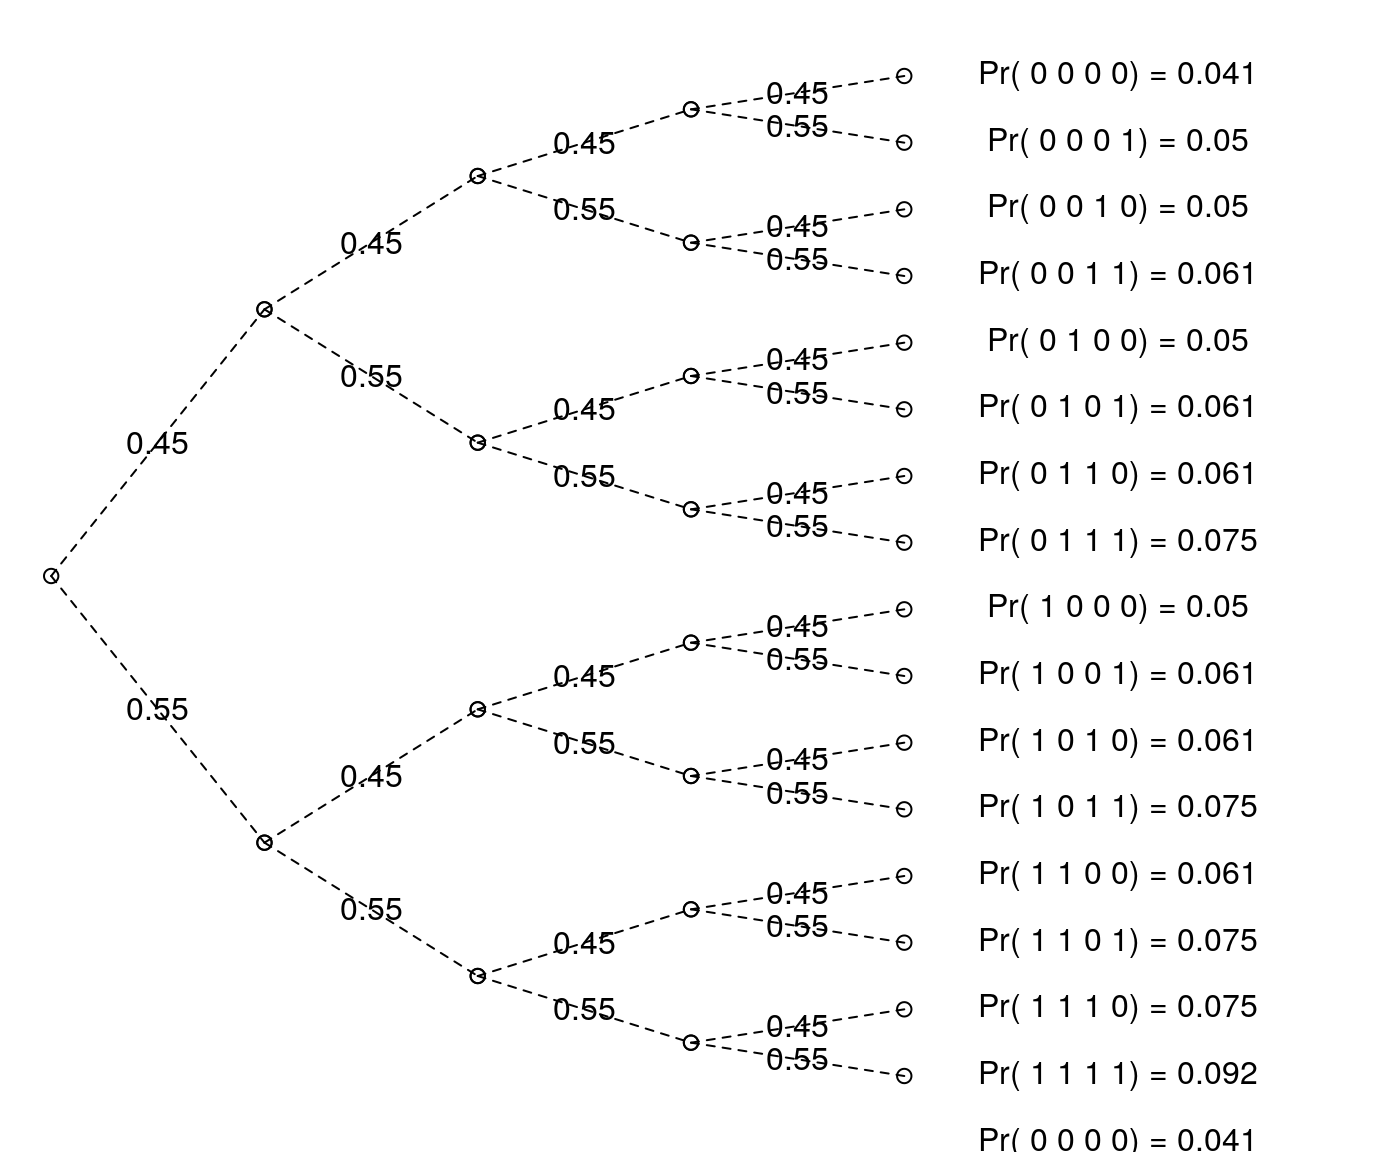 Pr( 0 0 0 0) = 0.041
0.45
0.55
Pr( 0 0 0 1) = 0.05
0.45
Pr( 0 0 1 0) = 0.05
0.55
0.45
0.45
0.55
Pr( 0 0 1 1) = 0.061
Pr( 0 1 0 0) = 0.05
0.55
0.45
0.55
Pr( 0 1 0 1) = 0.061
0.45
0.45
Pr( 0 1 1 0) = 0.061
0.55
0.45
0.55
Pr( 0 1 1 1) = 0.075
Pr( 1 0 0 0) = 0.05
0.45
0.55
Pr( 1 0 0 1) = 0.061
0.45
0.55
Pr( 1 0 1 0) = 0.061
0.55
0.45
0.45
0.55
Pr( 1 0 1 1) = 0.075
Pr( 1 1 0 0) = 0.061
0.55
0.45
0.55
Pr( 1 1 0 1) = 0.075
0.45
Pr( 1 1 1 0) = 0.075
0.55
0.45
0.55
Pr( 1 1 1 1) = 0.092
Pr( 0 0 0 0) = 0.041